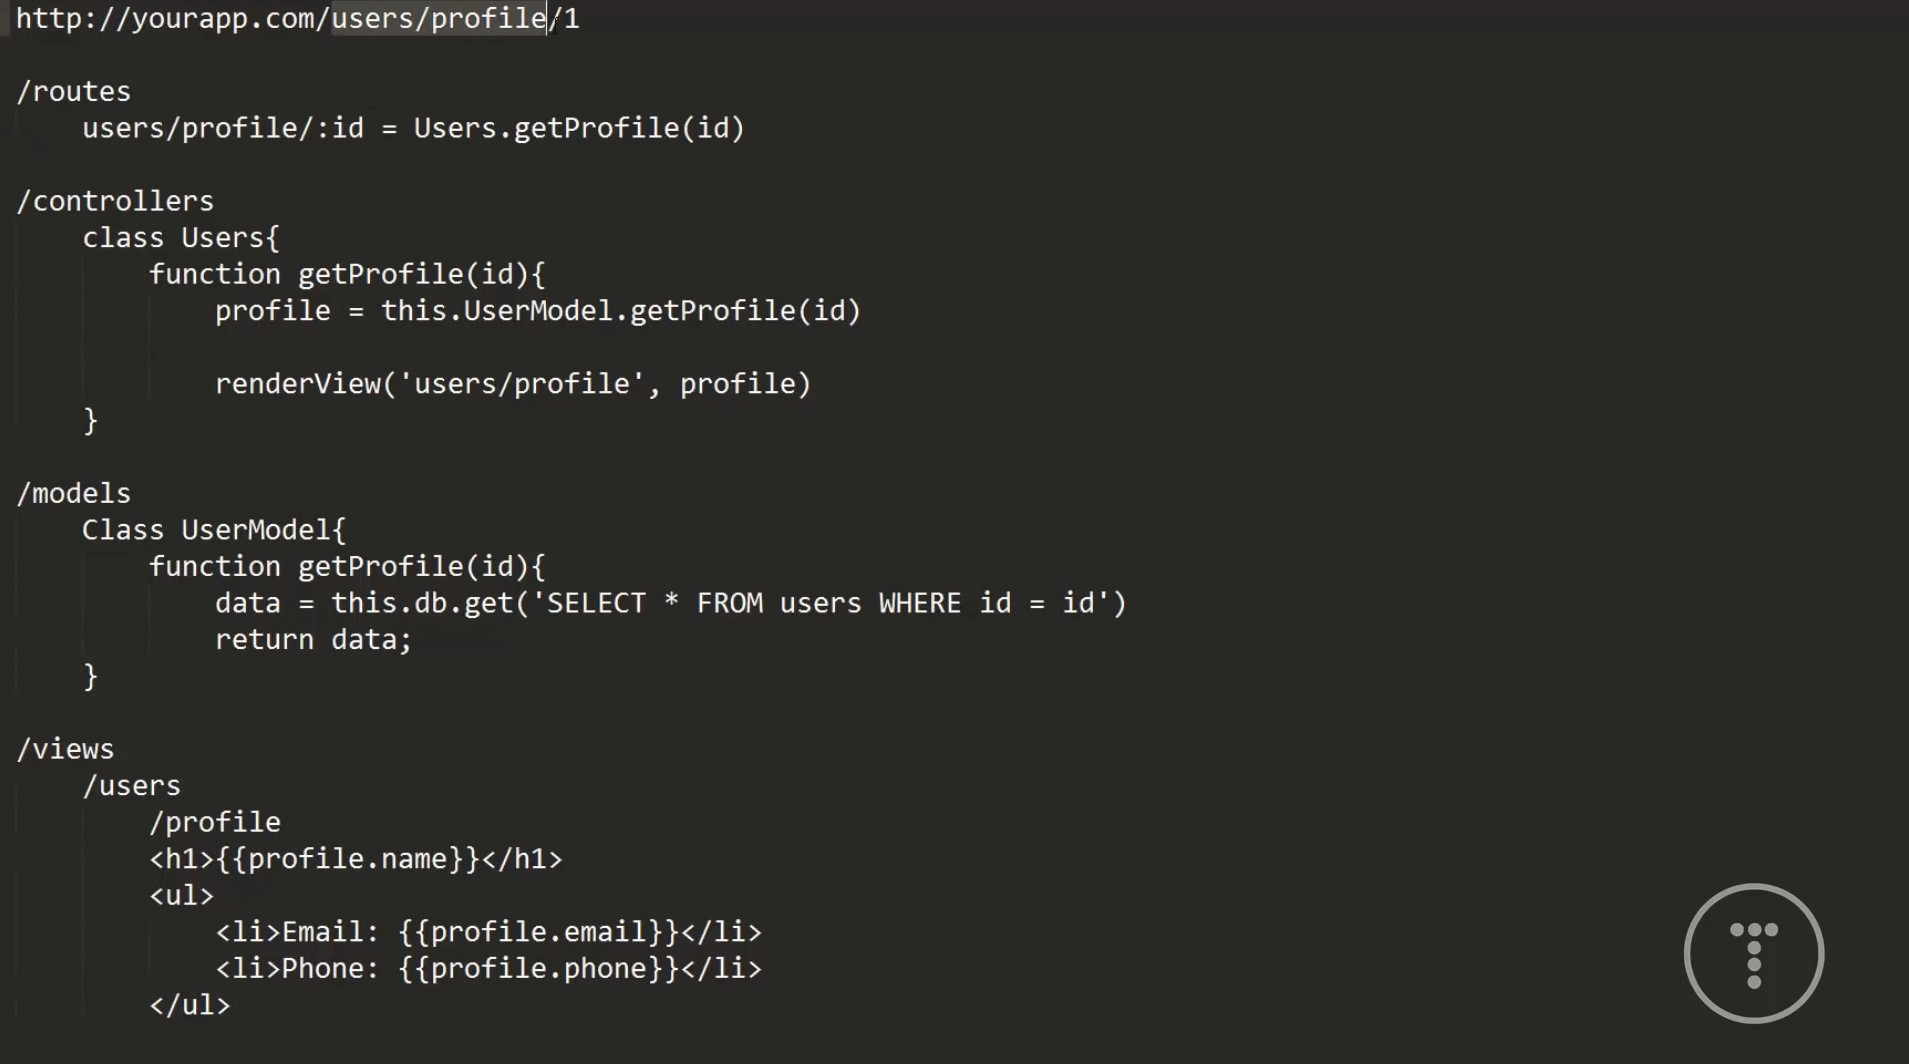 http://yourapp.com/users/profile/1
/routes
users/profile/:id = Users.getProfile(id)
/controllers
class Users{
function getProfile(id){
profile = this.UserModel.getProfile(id)
renderView('users/profile', profile)
}
/models
Class UserModel{
function getProfile(id){
data = this.db.get('SELECT * FROM users WHERE id = id')
return data;
}
/views
/users
/profile
<h1>{{profile.name}}</h1>
<ul>
<li>Email: {{profile.email}}</li>
<li>Phone: {{profile.phone}}</li>
</ul>
T